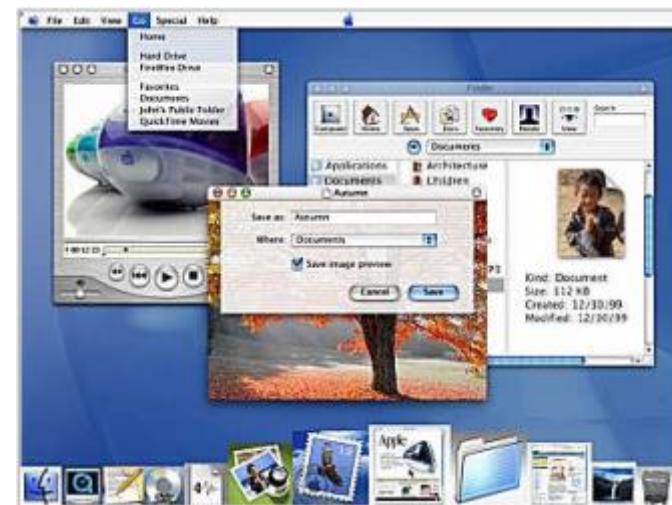 File Edit View Go Special Help
Home
Hard Drive
FireWire Drive
Favorites
Documents
John's Public Folder
QuickTime Movies
Finder
Computer Home Apps Docs Favorites People View Search
Documents
Applications
Documents
Architecture
Children
Autumn
Save as: Autumn
Where: Documents
Save image preview
Cancel Save
Kind: Document
Size: 112 KB
Created: 12/30/99
Modified: 12/30/99
Apple